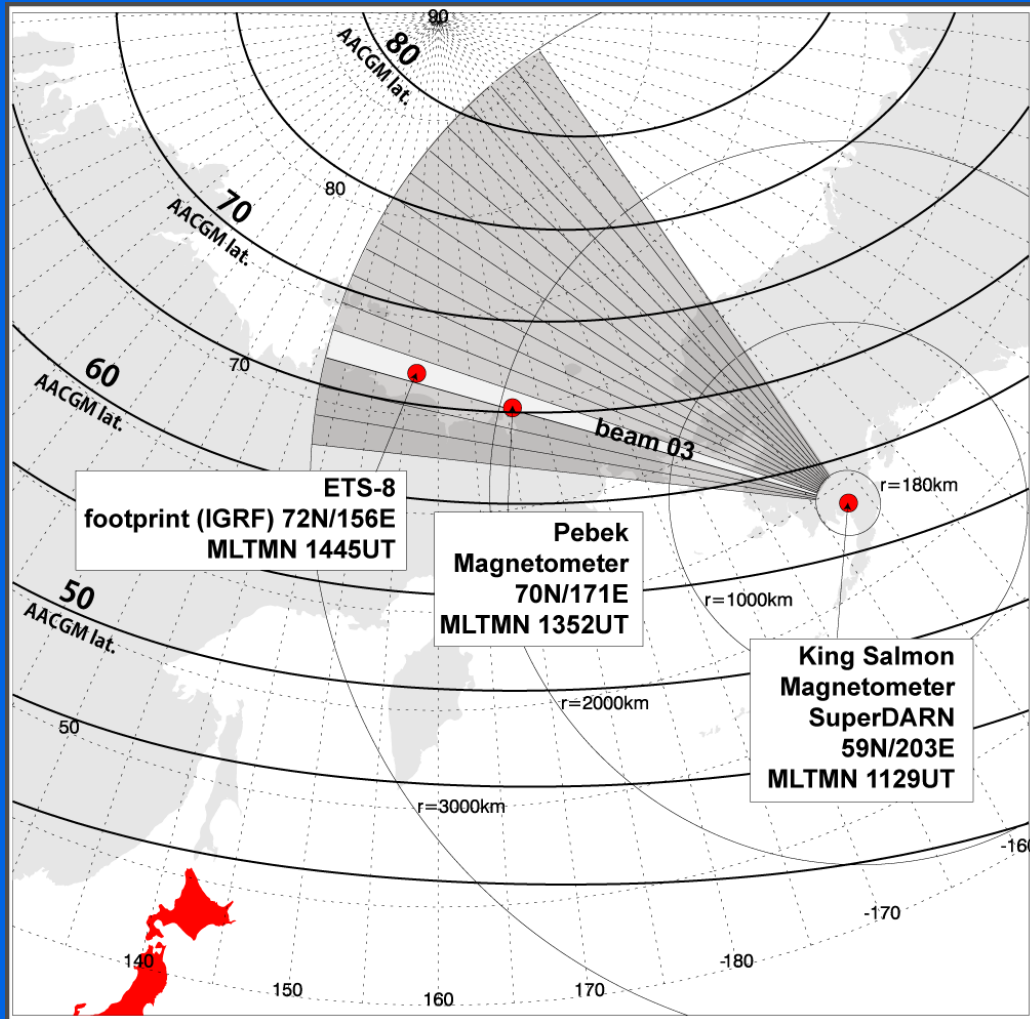 90
80
AACGM lat.
80
70
AACGM lat.
70
60
AACGM lat.
beam 03
r=180km
ETS-8
footprint (IGRF) 72N/156E
MLTMN 1445UT
Pebek
Magnetometer
70N/171E
MLTMN 1352UT
r=1000km
50
AACGM lat.
King Salmon
Magnetometer
SuperDARN
59N/203E
MLTMN 1129UT
r=2000km
50
r=3000km
-160
-170
140
-180
150
160
170